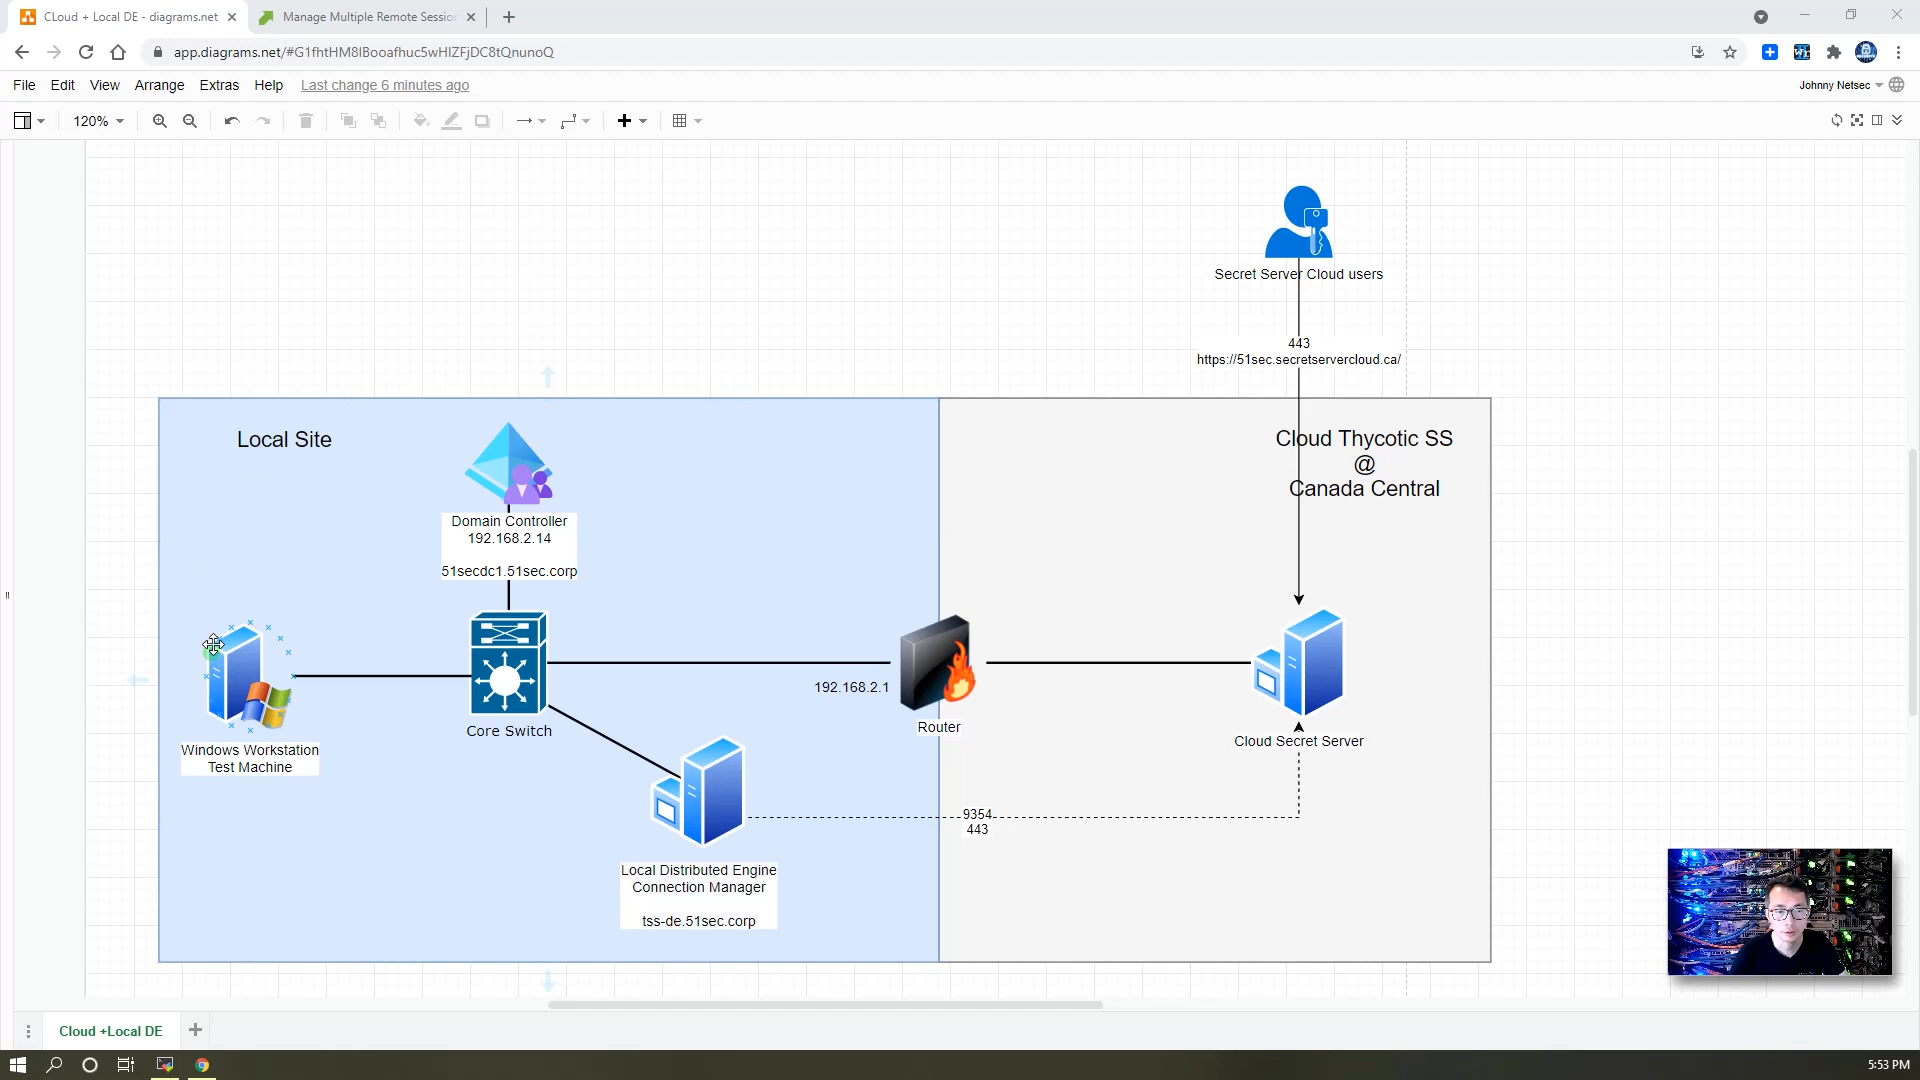 CLoud + Local DE - diagrams.net
Manage Multiple Remote Session
app.diagrams.net/#G1fhtHM8lBooafhuc5wHlZFjDC8tQnunoQ
File Edit View Arrange Extras Help Last change 6 minutes ago
Johnny Netsec
120%
Secret Server Cloud users
443
https://51sec.secretservercloud.ca/
Local Site
Cloud Thycotic SS
@
Canada Central
Domain Controller
192.168.2.14
51secdc1.51sec.corp
192.168.2.1
Core Switch
Router
Cloud Secret Server
Windows Workstation
Test Machine
9354
443
Local Distributed Engine
Connection Manager
tss-de.51sec.corp
Cloud +Local DE
5:53 PM